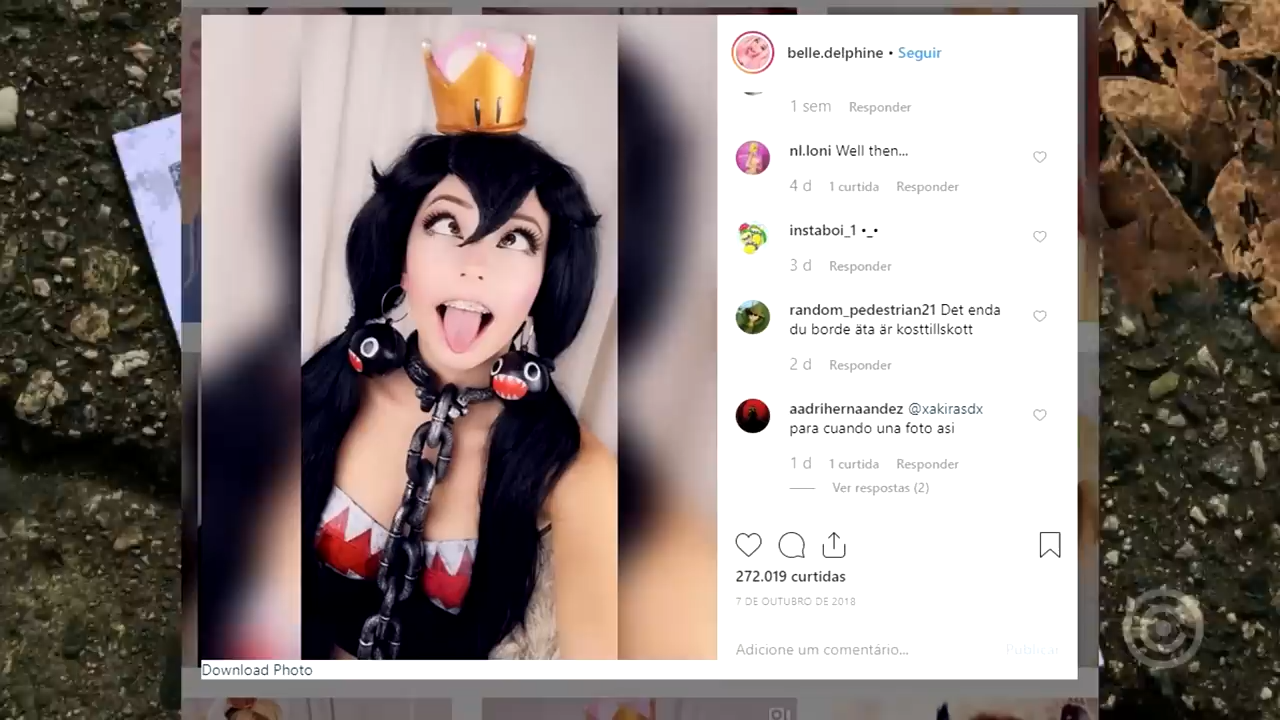 belle.delphine • Seguir
1 sem Responder
nl.loni Well then...
4 d 1 curtida Responder
instaboi_1 •_•
3 d Responder
random_pedestrian21 Det enda
du borde äta är kosttillskott
2 d Responder
aadrihernaandez @xakirasdx
para cuando una foto asi
1 d 1 curtida Responder
Ver respostas (2)
272.019 curtidas
7 DE OUTUBRO DE 2018
Adicione um comentário... Publicar
Download Photo